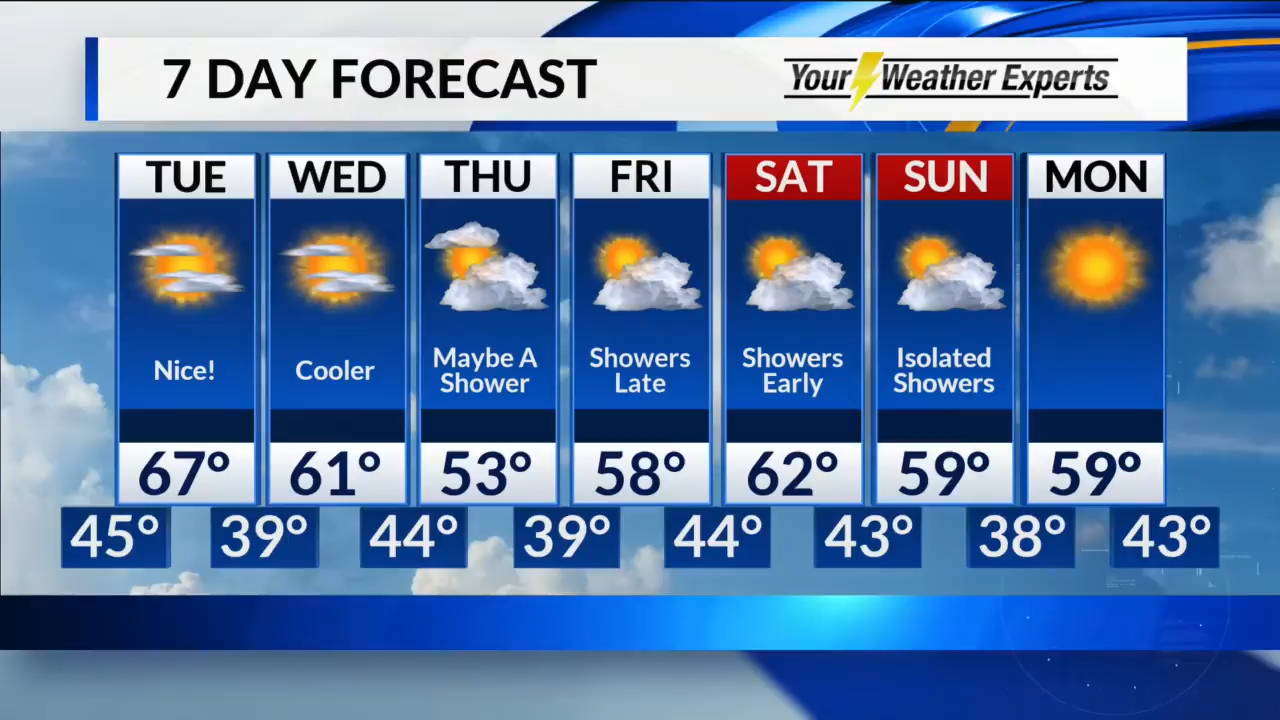 7 DAY FORECAST
Your Weather Experts
TUE WED THU FRI SAT SUN MON
Nice!
Cooler
Maybe A
Shower
Showers
Late
Showers
Early
Isolated
Showers
67° 61° 53° 58° 62° 59° 59°
45° 39° 44° 39° 44° 43° 38° 43°